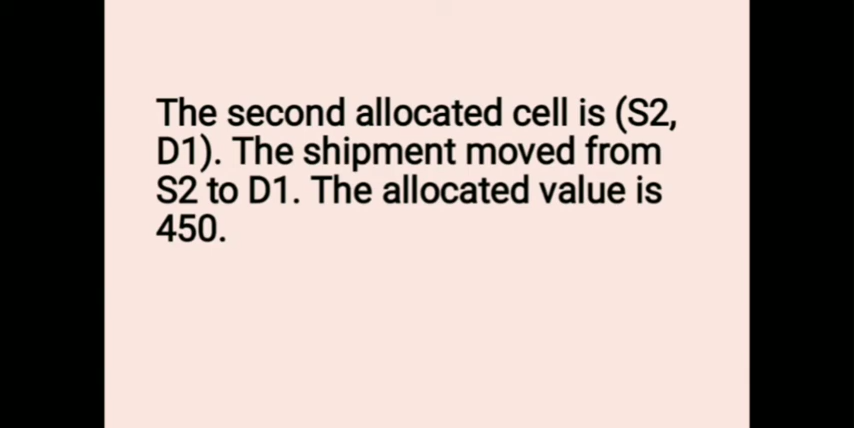 The second allocated cell is (S2,
D1). The shipment moved from
S2 to D1. The allocated value is
450.